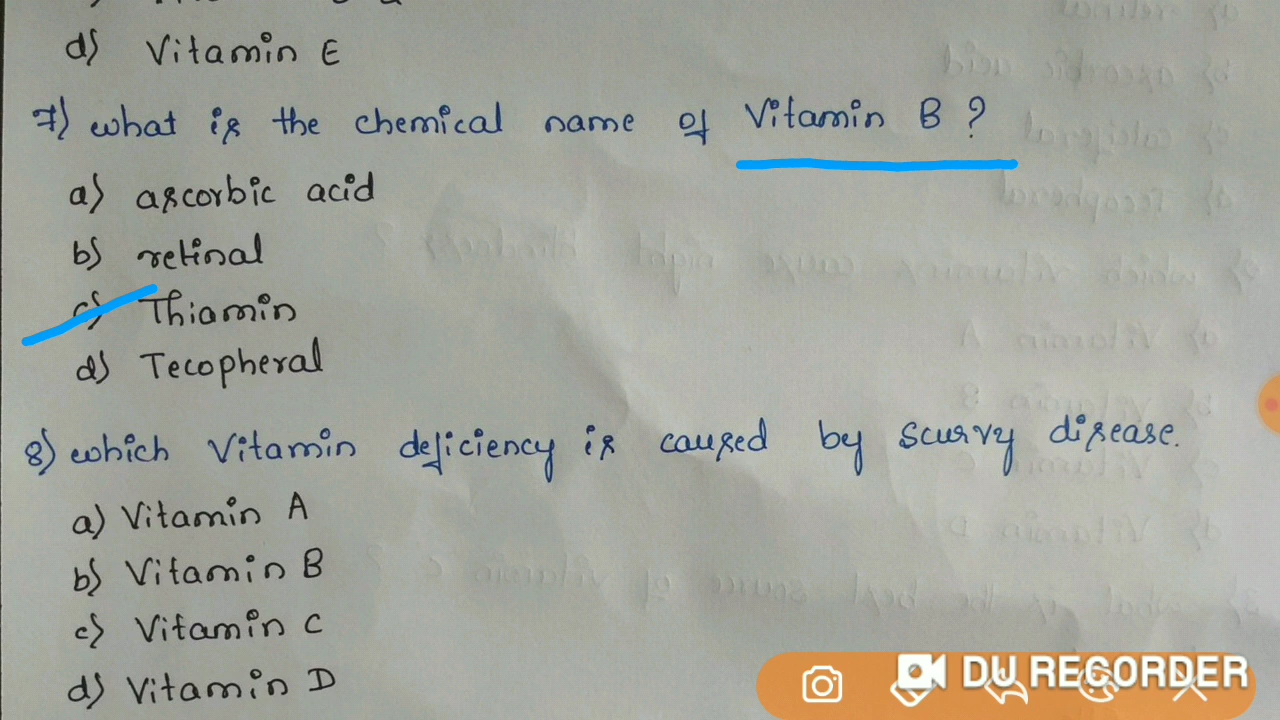 d) Vitamin E
7) what is the chemical name of Vitamin B ?
a) ascorbic acid
b) retinal
c) Thiamin
d) Tecopheral
8) which Vitamin deficiency is caused by scurvy disease.
a) Vitamin A
b) Vitamin B
c) Vitamin C
d) Vitamin D
DU RECORDER